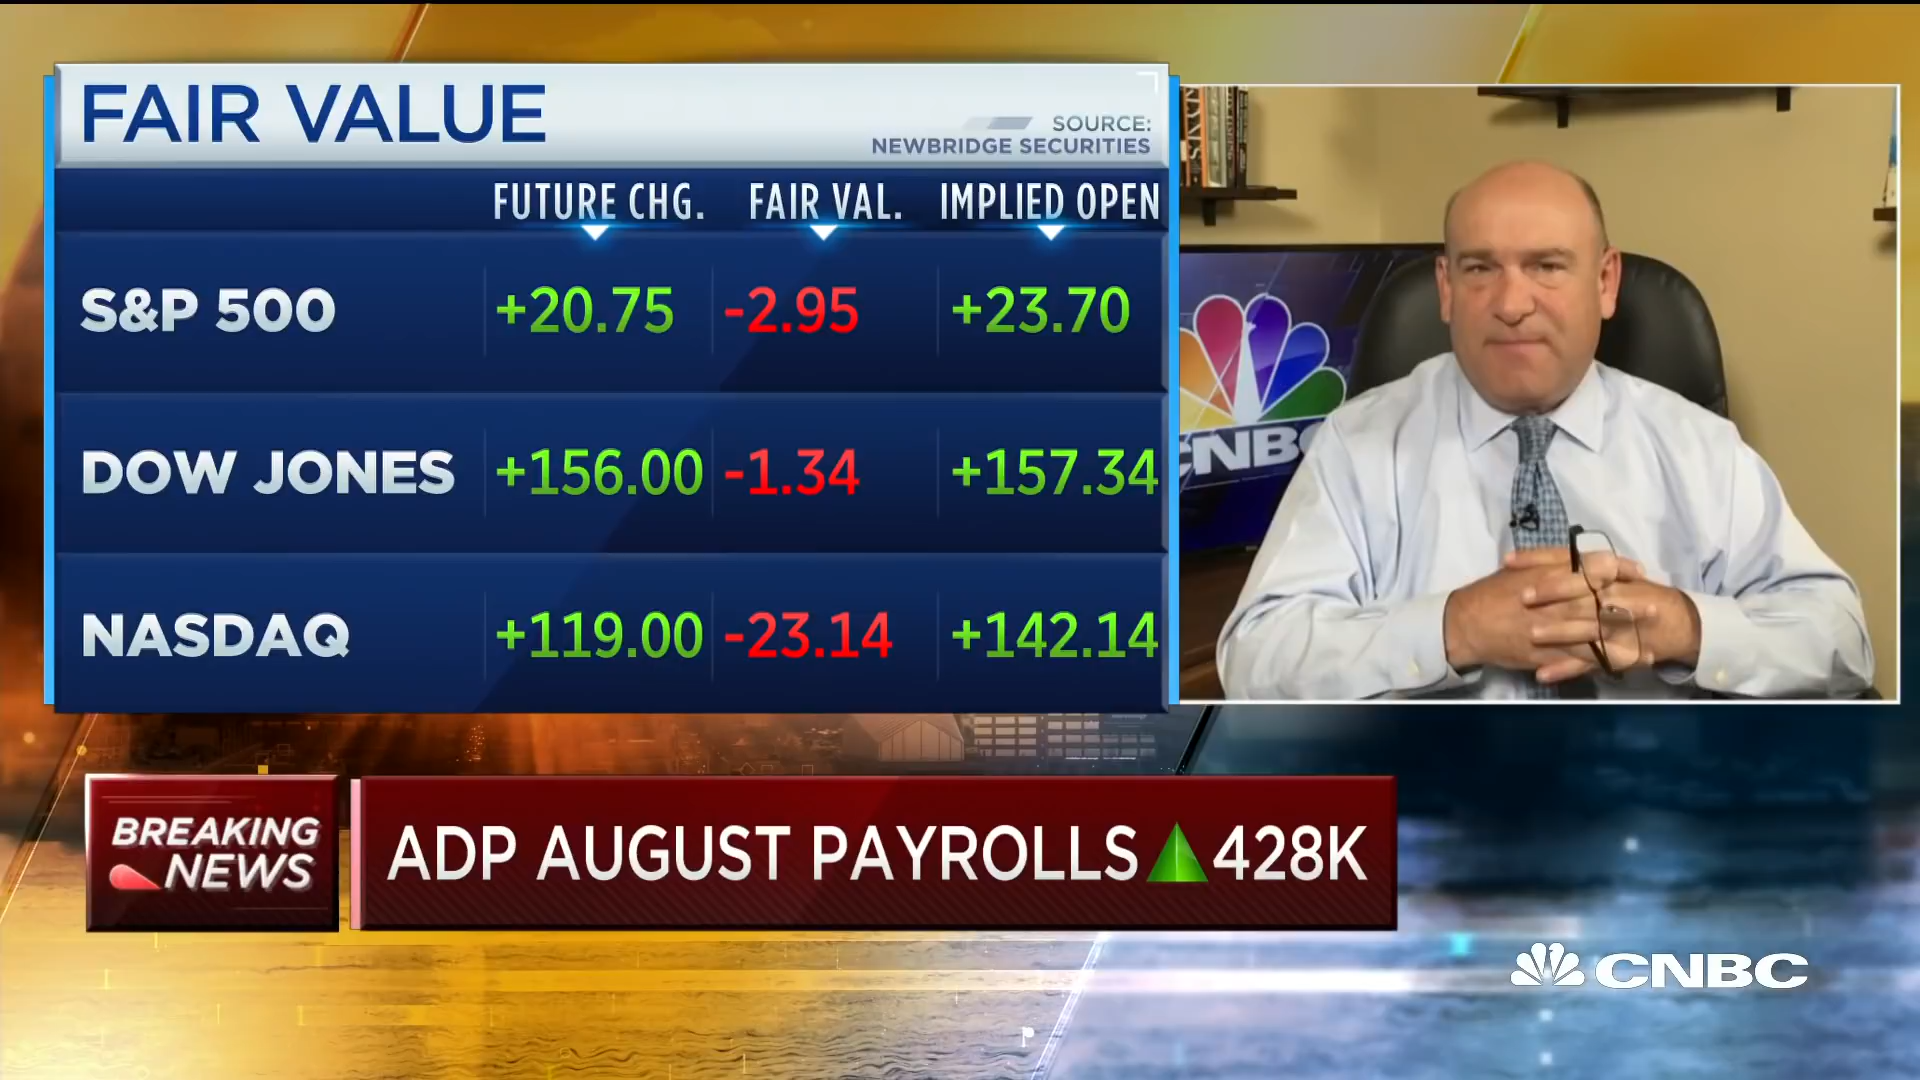 FAIR VALUE
SOURCE:
NEWBRIDGE SECURITIES
FUTURE CHG. FAIR VAL. IMPLIED OPEN
S&P 500 +20.75 -2.95 +23.70
DOW JONES +156.00 -1.34 +157.34
NASDAQ +119.00 -23.14 +142.14
CNBC
BREAKING
NEWS
ADP AUGUST PAYROLLS▲428K
CNBC